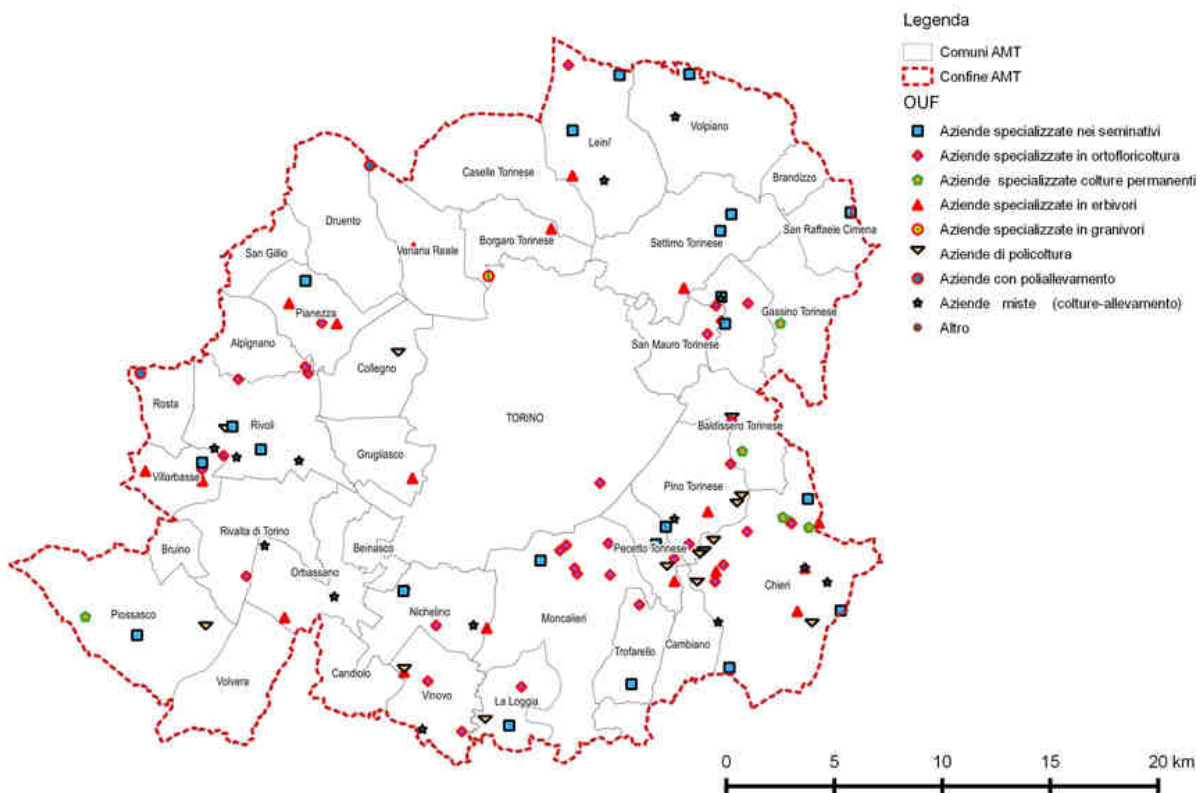 Legenda
Comuni AMT
Confine AMT
OUF
Aziende specializzate nei seminativi
Aziende specializzate in ortofloricoltura
Aziende specializzate colture permanenti
Aziende specializzate in erbivori
Aziende specializzate in granivori
Aziende di policoltura
Aziende con poliallevamento
Aziende miste (colture-allevamento)
Altro
Volpiano
Leini'
Caselle Torinese
Brandizzo
Druento
San Raffaele Cimena
Settimo Torinese
Borgaro Torinese
Venaria Reale
San Gillio
Pianezza
Gassino Torinese
Alpignano
San Mauro Torinese
Collegno
Rosta
TORINO
Rivoli
Baldissero Torinese
Grugliasco
Villarbasse
Pino Torinese
Rivalta di Torino
Bruino
Beinasco
Pecetto Torinese
Orbassano
Chieri
Piossasco
Nichelino
Moncalieri
Cambiano
Trofarello
Candiolo
Volvera
Vinovo
La Loggia
0 5 10 15 20 km